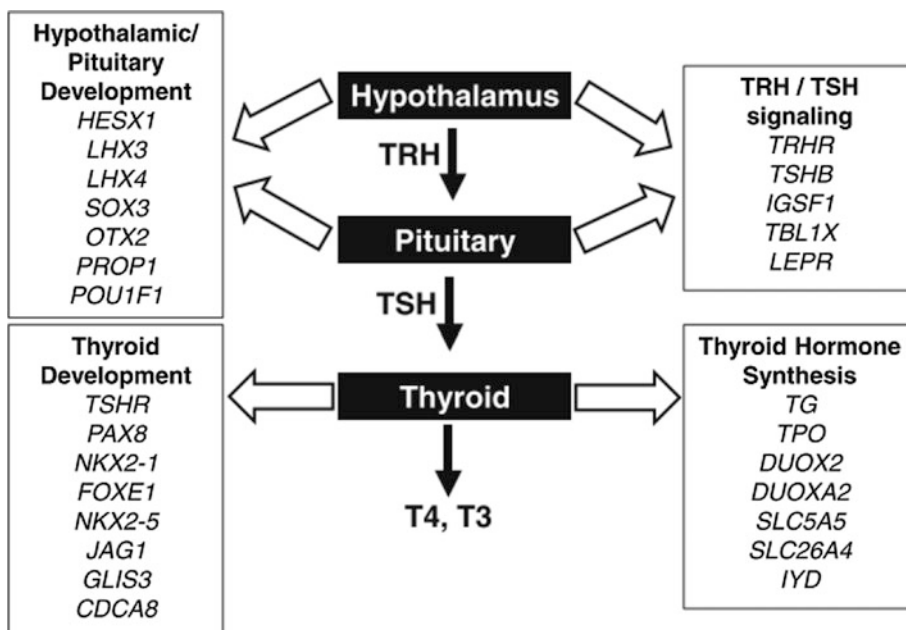 Hypothalamic/
Pituitary
Development
HESX1
LHX3
LHX4
SOX3
OTX2
PROP1
POU1F1
Hypothalamus
TRH
Pituitary
TSH
TRH / TSH
signaling
TRHR
TSHB
IGSF1
TBL1X
LEPR
Thyroid
Development
TSHR
PAX8
NKX2-1
FOXE1
NKX2-5
JAG1
GLIS3
CDCA8
Thyroid
T4, T3
Thyroid Hormone
Synthesis
TG
TPO
DUOX2
DUOXA2
SLC5A5
SLC26A4
IYD